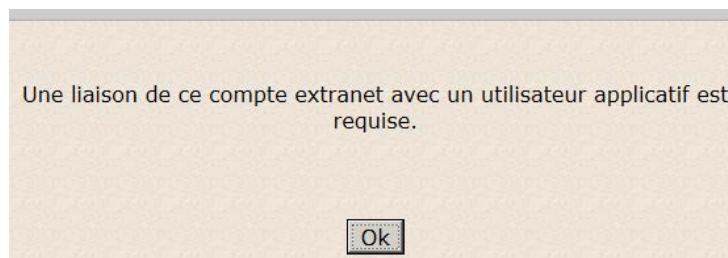 Une liaison de ce compte extranet avec un utilisateur applicatif est
requise.
Ok